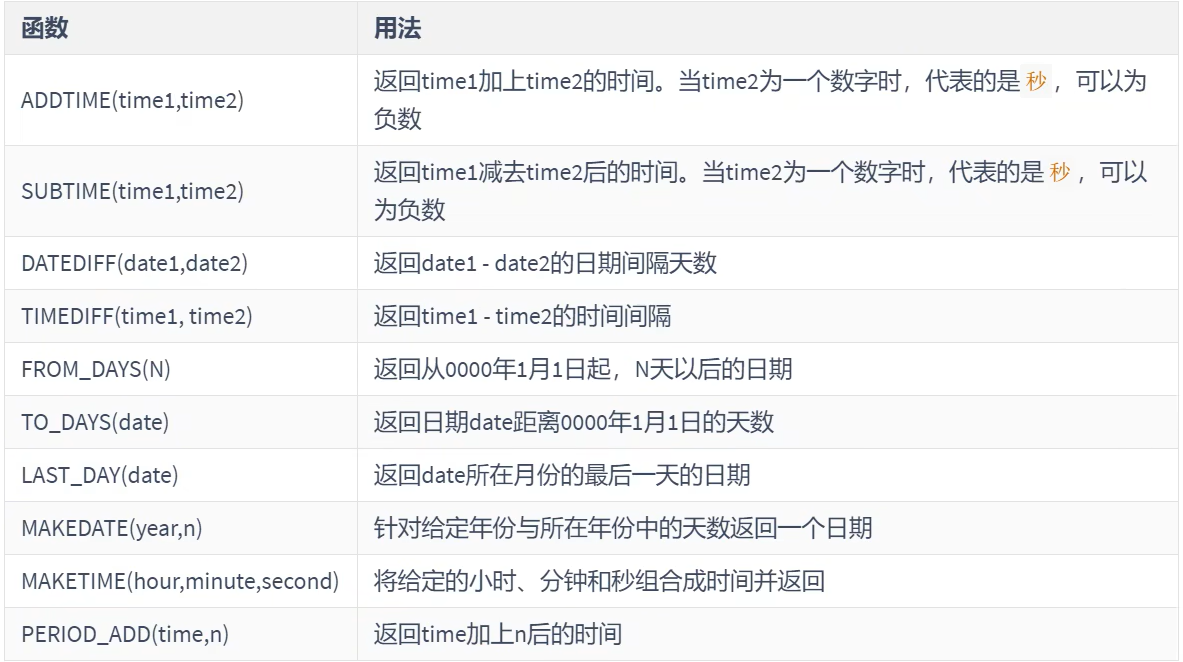 函数 用法
ADDTIME(time1,time2) 返回time1加上time2的时间。当time2为一个数字时，代表的是 秒 ，可以为
负数
SUBTIME(time1,time2) 返回time1减去time2后的时间。当time2为一个数字时，代表的是 秒 ，可以
为负数
DATEDIFF(date1,date2) 返回date1 - date2的日期间隔天数
TIMEDIFF(time1, time2) 返回time1 - time2的时间间隔
FROM_DAYS(N) 返回从0000年1月1日起，N天以后的日期
TO_DAYS(date) 返回日期date距离0000年1月1日的天数
LAST_DAY(date) 返回date所在月份的最后一天的日期
MAKEDATE(year,n) 针对给定年份与所在年份中的天数返回一个日期
MAKETIME(hour,minute,second) 将给定的小时、分钟和秒组合成时间并返回
PERIOD_ADD(time,n) 返回time加上n后的时间